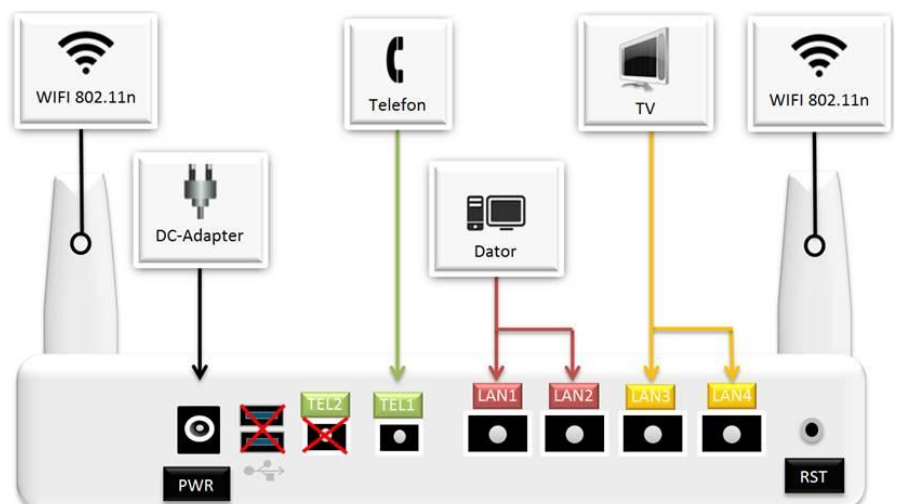 WIFI 802.11n
Telefon
TV
WIFI 802.11n
DC-Adapter
Dator
TEL2
TEL1
LAN1
LAN2
LAN3
LAN4
PWR
RST